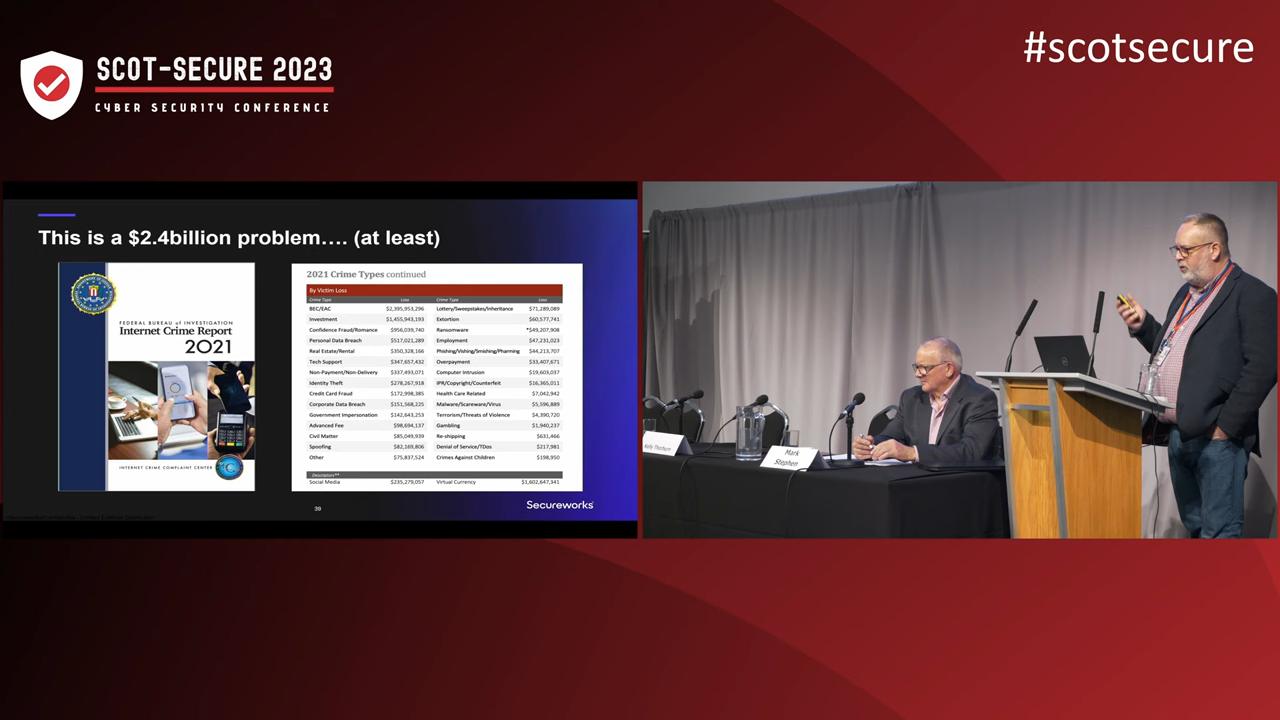 #scotsecure
SCOT-SECURE 2023
CYBER SECURITY CONFERENCE
This is a $2.4billion problem…. (at least)
FEDERAL BUREAU of INVESTIGATION
Internet Crime Report
2021
INTERNET CRIME COMPLAINT CENTER
2021 Crime Types continued
By Victim Loss
Crime Type Loss Crime Type Loss
BEC/EAC $2,395,953,296 Lottery/Sweepstakes/Inheritance $71,289,089
Investment $1,455,943,193 Extortion $60,577,741
Confidence Fraud/Romance $956,039,740 Ransomware *$49,207,908
Personal Data Breach $517,021,289 Employment $47,231,023
Real Estate/Rental $350,328,166 Phishing/Vishing/Smishing/Pharming $44,213,707
Tech Support $347,657,432 Overpayment $33,407,671
Non-Payment/Non-Delivery $337,493,071 Computer Intrusion $19,603,037
Identity Theft $278,267,918 IPR/Copyright/Counterfeit $16,365,011
Credit Card Fraud $172,998,385 Health Care Related $7,042,942
Corporate Data Breach $151,568,225 Malware/Scareware/Virus $5,596,889
Government Impersonation $142,643,253 Terrorism/Threats of Violence $4,390,720
Advanced Fee $98,694,137 Gambling $1,940,237
Civil Matter $85,049,939 Re-shipping $631,466
Spoofing $82,169,806 Denial of Service/TDos $217,981
Other $75,837,524 Crimes Against Children $198,950
Descriptors**
Social Media $235,279,057 Virtual Currency $1,602,647,341
39
Secureworks
Kelly
Mark
Stephen